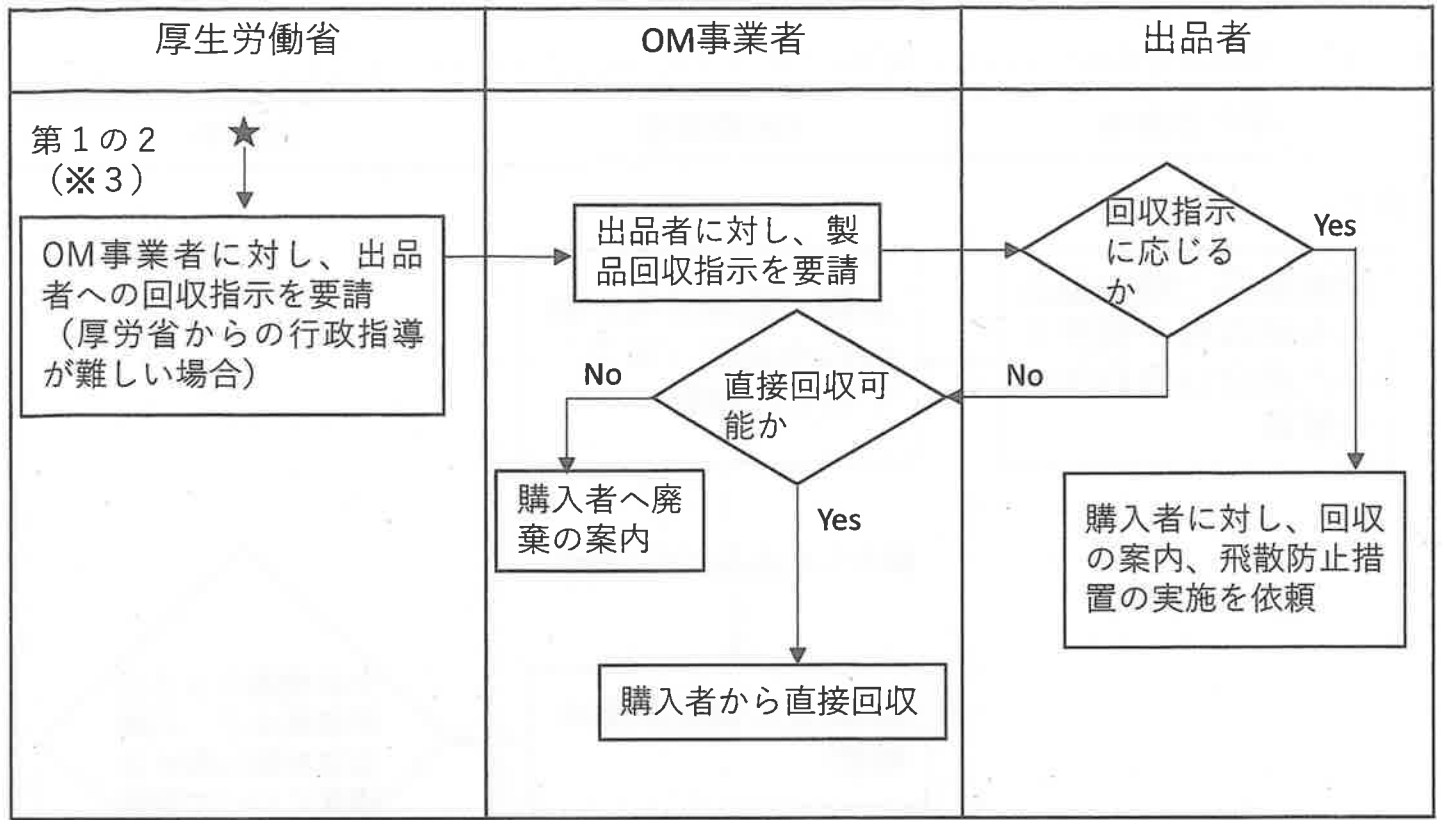 厚生労働省
OM事業者
出品者
第1の2
（※3）
★
OM事業者に対し、出品
者への回収指示を要請
（厚労省からの行政指導
が難しい場合）
出品者に対し、製
品回収指示を要請
回収指示
に応じる
か
Yes
No
直接回収可
能か
No
Yes
購入者へ廃
棄の案内
購入者から直接回収
購入者に対し、回収
の案内、飛散防止措
置の実施を依頼